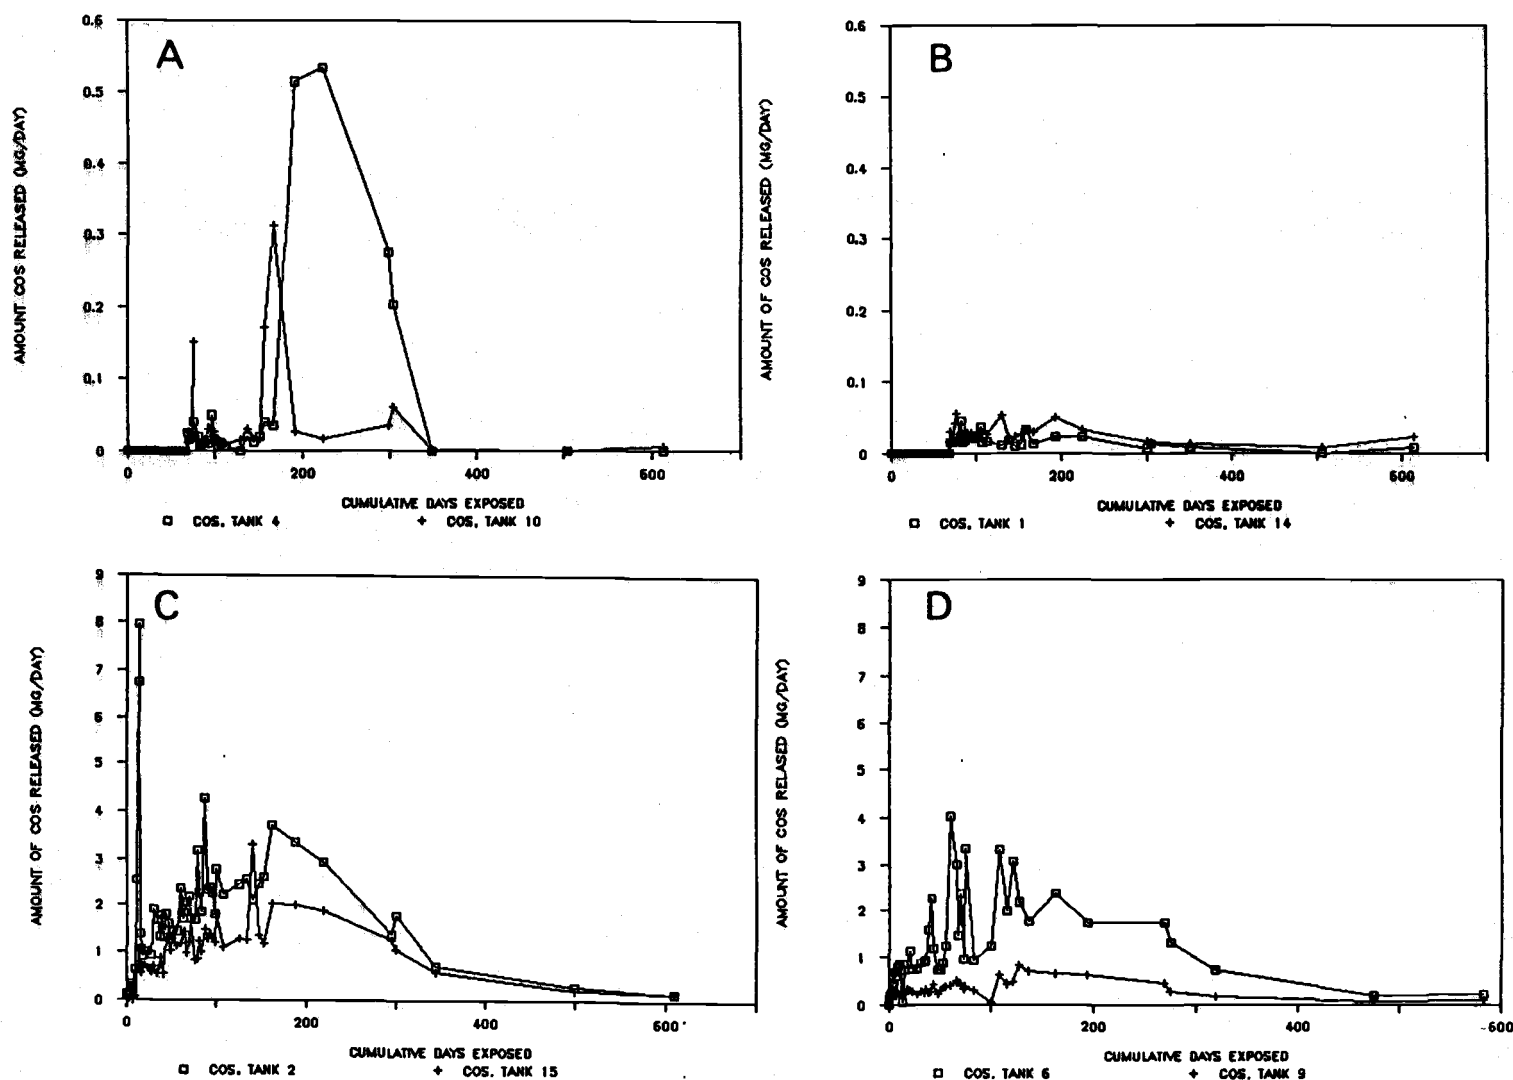 A
0.6
0.5
0.4
0.3
0.2
0.1
0
AMOUNT COS RELEASED (MG/DAY)
0 200 400 600
CUMULATIVE DAYS EXPOSED
COS, TANK 4 + COS, TANK 10
B
0.6
0.5
0.4
0.3
0.2
0.1
0
AMOUNT OF COS RELEASED (MG/DAY)
0 200 400 600
CUMULATIVE DAYS EXPOSED
COS, TANK 1 + COS, TANK 14
C
9
8
7
6
5
4
3
2
1
0
AMOUNT OF COS RELEASED (MG/DAY)
0 200 400 600
CUMULATIVE DAYS EXPOSED
COS, TANK 2 + COS, TANK 15
D
9
8
7
6
5
4
3
2
1
0
AMOUNT OF COS RELASED (MG/DAY)
0 200 400 600
CUMULATIVE DAYS EXPOSED
COS, TANK 6 + COS, TANK 9